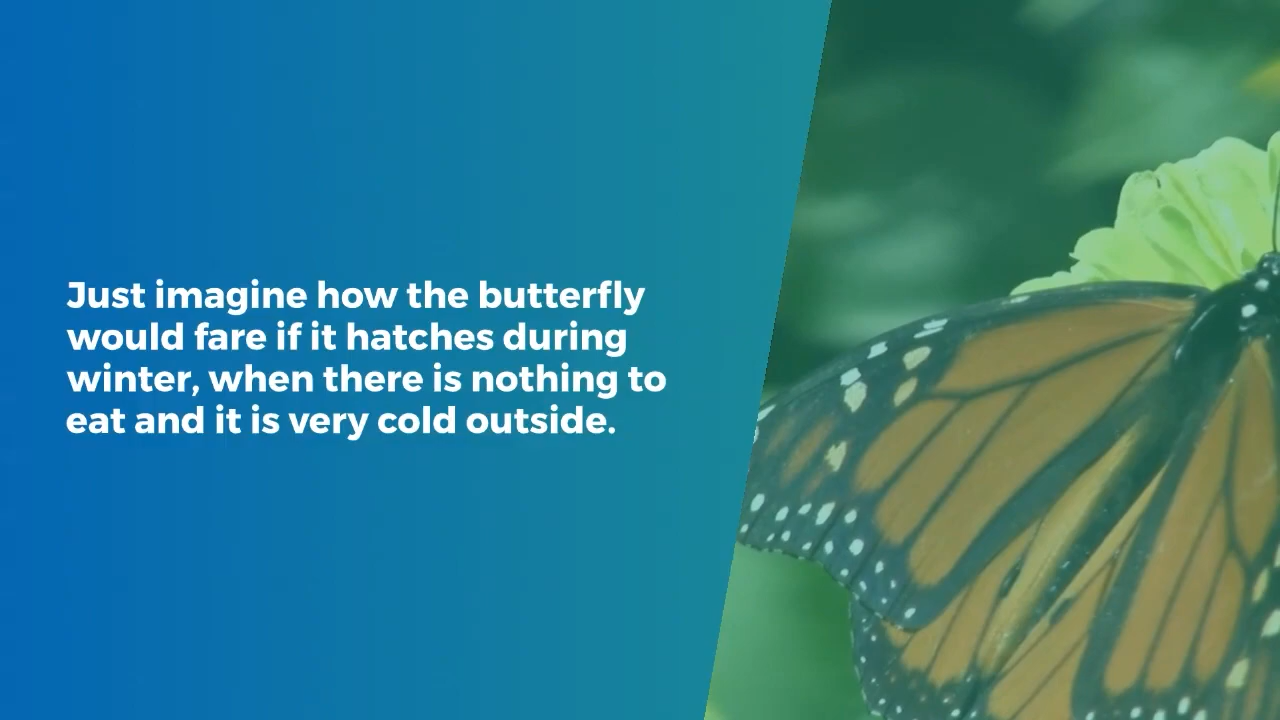 Just imagine how the butterfly
would fare if it hatches during
winter, when there is nothing to
eat and it is very cold outside.